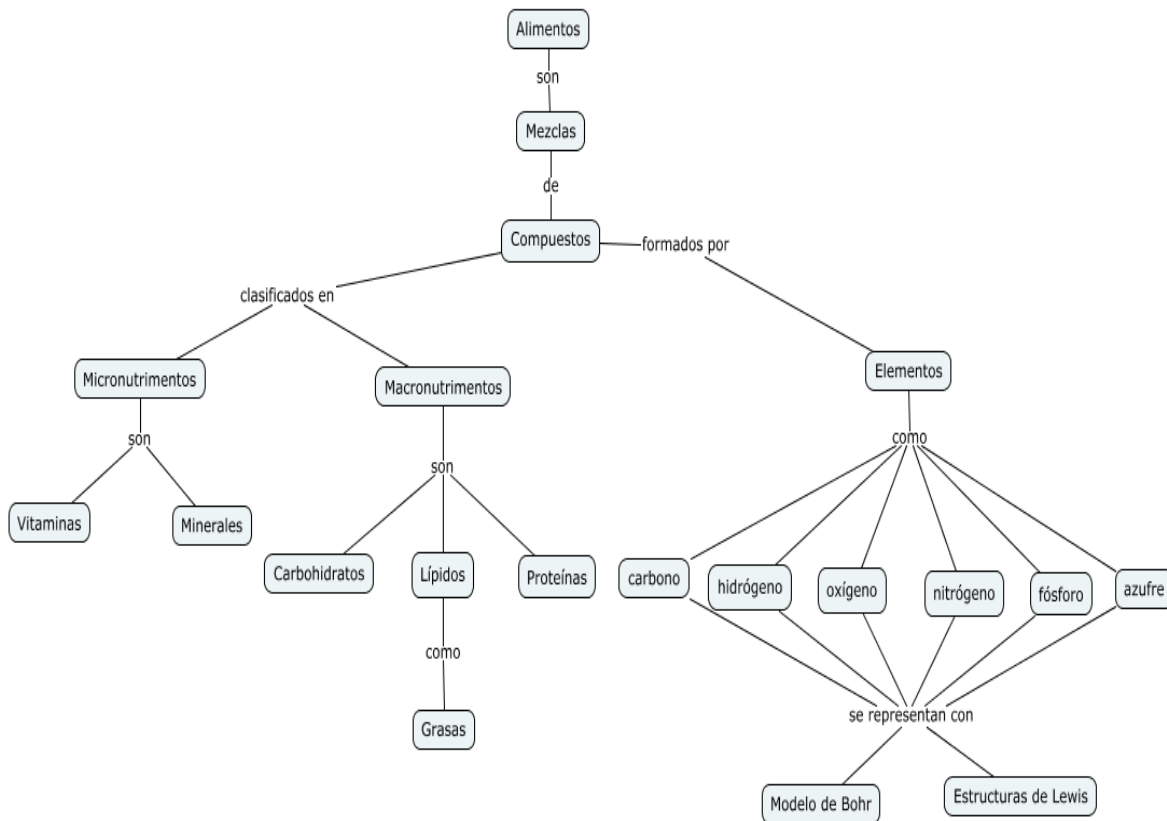 Alimentos
son
Mezclas
de
Compuestos
formados por
clasificados en
Micronutrimentos
Macronutrimentos
Elementos
son
son
como
Vitaminas
Minerales
Carbohidratos
Lípidos
Proteínas
carbono
hidrógeno
oxígeno
nitrógeno
fósforo
azufre
como
Grasas
se representan con
Modelo de Bohr
Estructuras de Lewis